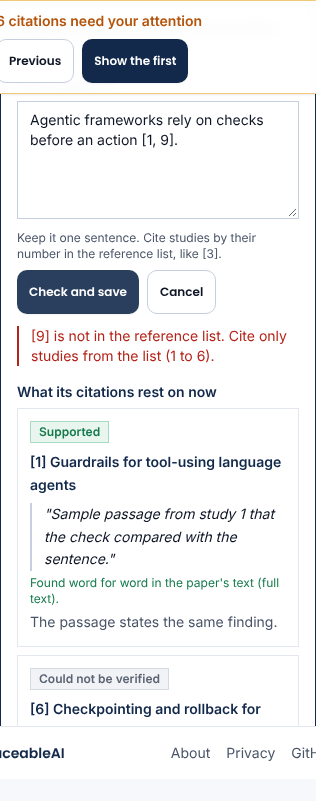 6 citations need your attention
Previous
Show the first
Agentic frameworks rely on checks
before an action [1, 9].
Keep it one sentence. Cite studies by their
number in the reference list, like [3].
Check and save
Cancel
[9] is not in the reference list. Cite only
studies from the list (1 to 6).
What its citations rest on now
Supported
[1] Guardrails for tool-using language
agents
"Sample passage from study 1 that
the check compared with the
sentence."
Found word for word in the paper's text (full
text).
The passage states the same finding.
Could not be verified
[6] Checkpointing and rollback for
aceableAI
About Privacy